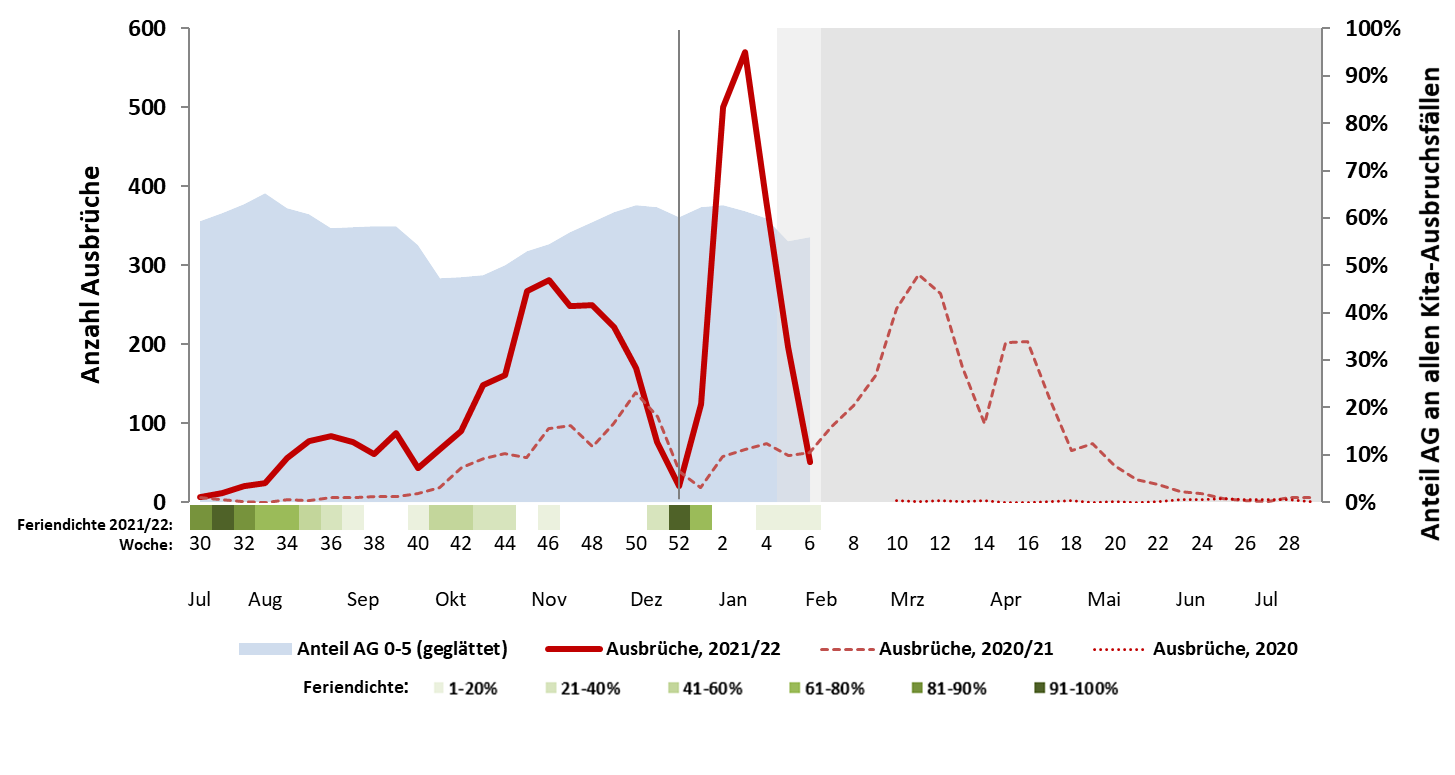 600
500
400
300
200
100
0
Anzahl Ausbrüche
100%
90%
80%
70%
60%
50%
40%
30%
20%
10%
0%
Anteil AG an allen Kita-Ausbruchsfällen
Feriendichte 2021/22:
Woche: 30 32 34 36 38 40 42 44 46 48 50 52 2 4 6 8 10 12 14 16 18 20 22 24 26 28
Jul Aug Sep Okt Nov Dez Jan Feb Mrz Apr Mai Jun Jul
Anteil AG 0-5 (geglättet) Ausbrüche, 2021/22 Ausbrüche, 2020/21 Ausbrüche, 2020
Feriendichte: 1-20% 21-40% 41-60% 61-80% 81-90% 91-100%